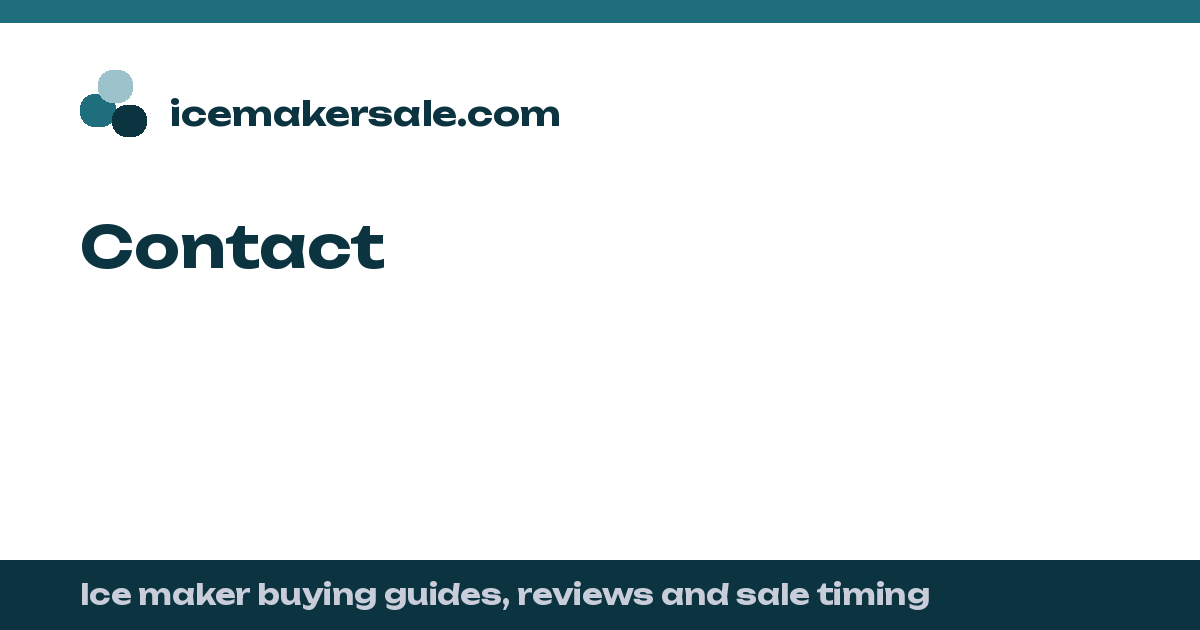 icemakersale.com
Contact
Ice maker buying guides, reviews and sale timing